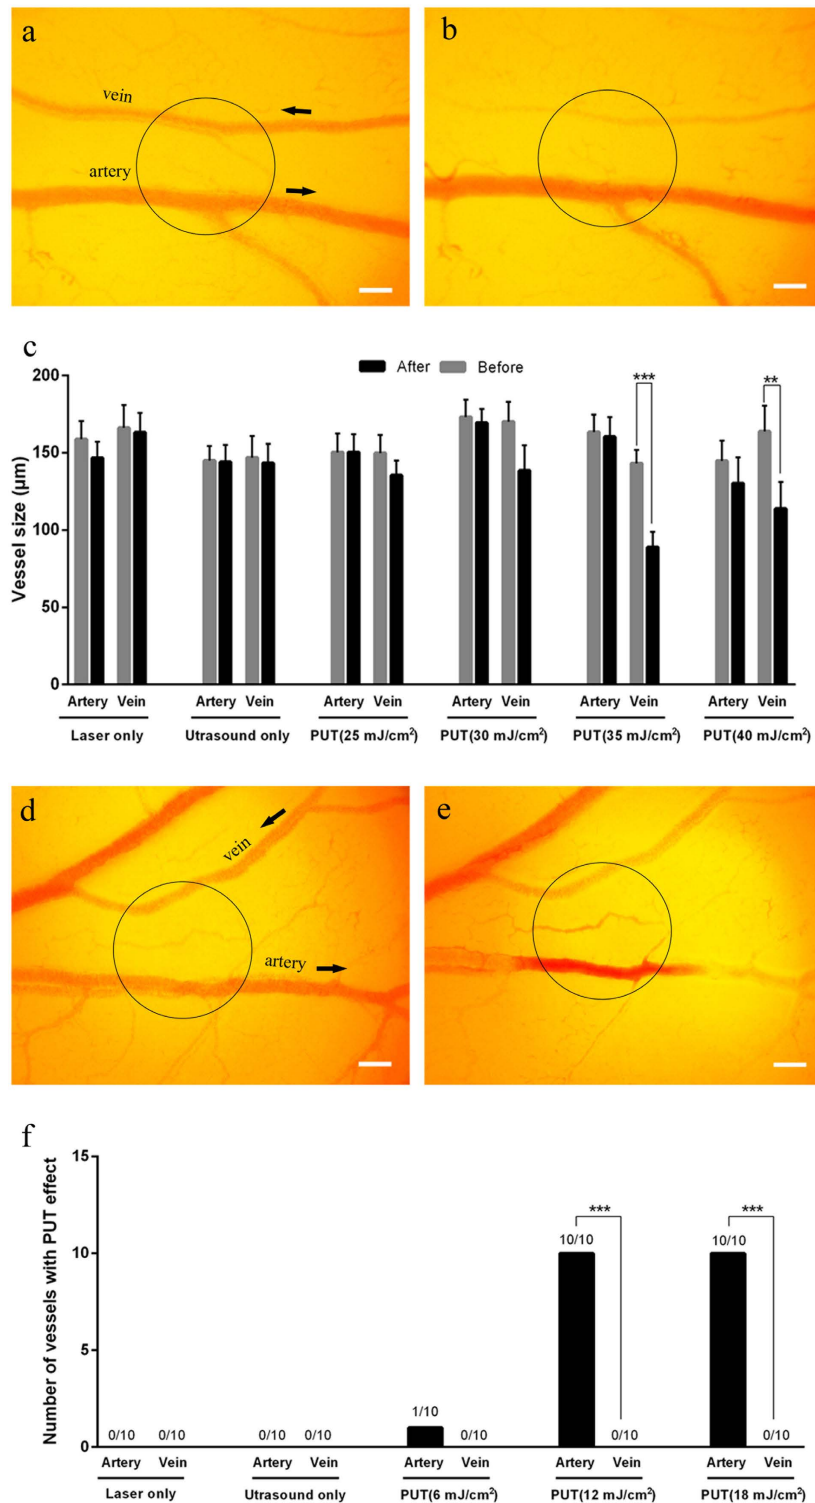 a
b
vein
artery
c
After Before
*** **
200
150
100
50
0
Vessel size (µm)
Artery Vein Artery Vein Artery Vein Artery Vein Artery Vein Artery Vein
Laser only Utrasound only PUT(25 mJ/cm²) PUT(30 mJ/cm²) PUT(35 mJ/cm²) PUT(40 mJ/cm²)
d
e
vein
artery
f
15
10
5
0
Number of vessels with PUT effect
*** ***
10/10 10/10
1/10
0/10 0/10 0/10 0/10 0/10 0/10 0/10
Artery Vein Artery Vein Artery Vein Artery Vein Artery Vein
Laser only Ultrasound only PUT(6 mJ/cm²) PUT(12 mJ/cm²) PUT(18 mJ/cm²)